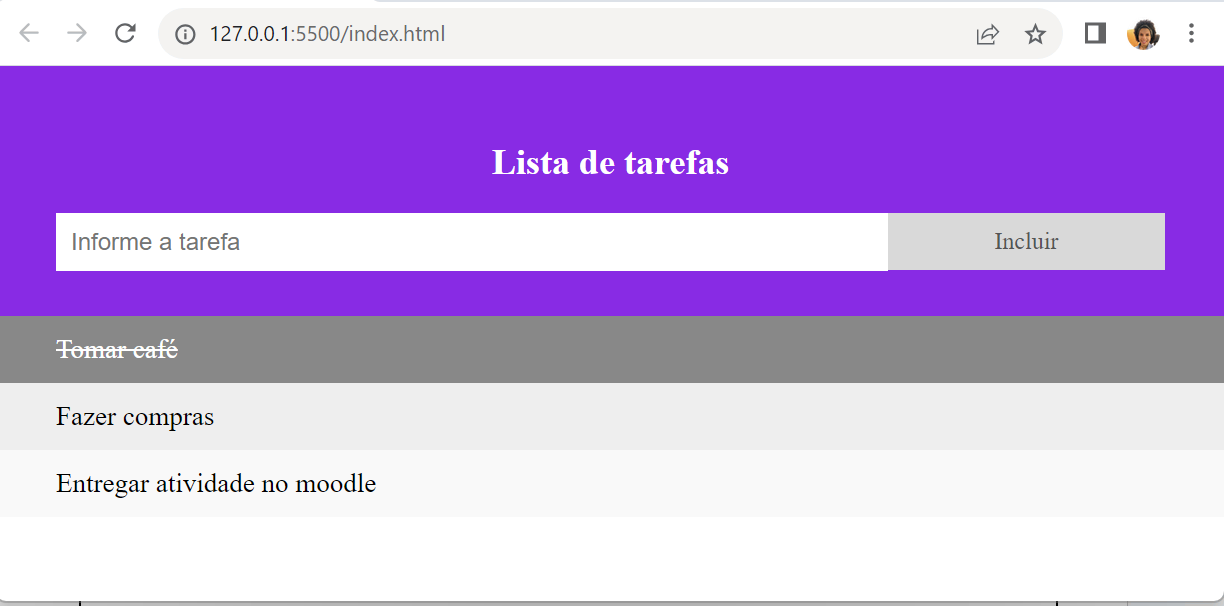 127.0.0.1:5500/index.html
Lista de tarefas
Informe a tarefa
Incluir
Tomar café
Fazer compras
Entregar atividade no moodle